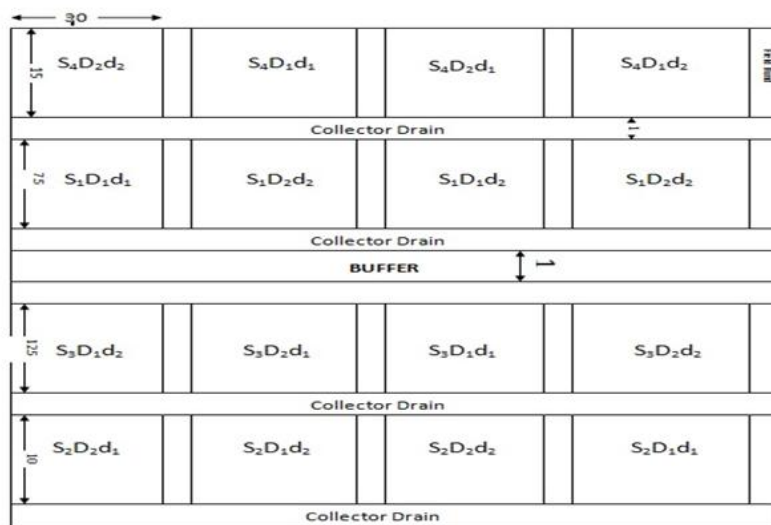 30
15
S₄D₂d₂ S₄D₁d₁ S₄D₂d₁ S₄D₁d₂
Collector Drain 1
75
S₁D₁d₁ S₁D₂d₂ S₁D₁d₂ S₁D₂d₂
Collector Drain
BUFFER 1
125
S₃D₁d₂ S₃D₂d₁ S₃D₁d₁ S₃D₂d₂
Collector Drain
10
S₂D₂d₁ S₂D₁d₂ S₂D₂d₂ S₂D₁d₁
Collector Drain